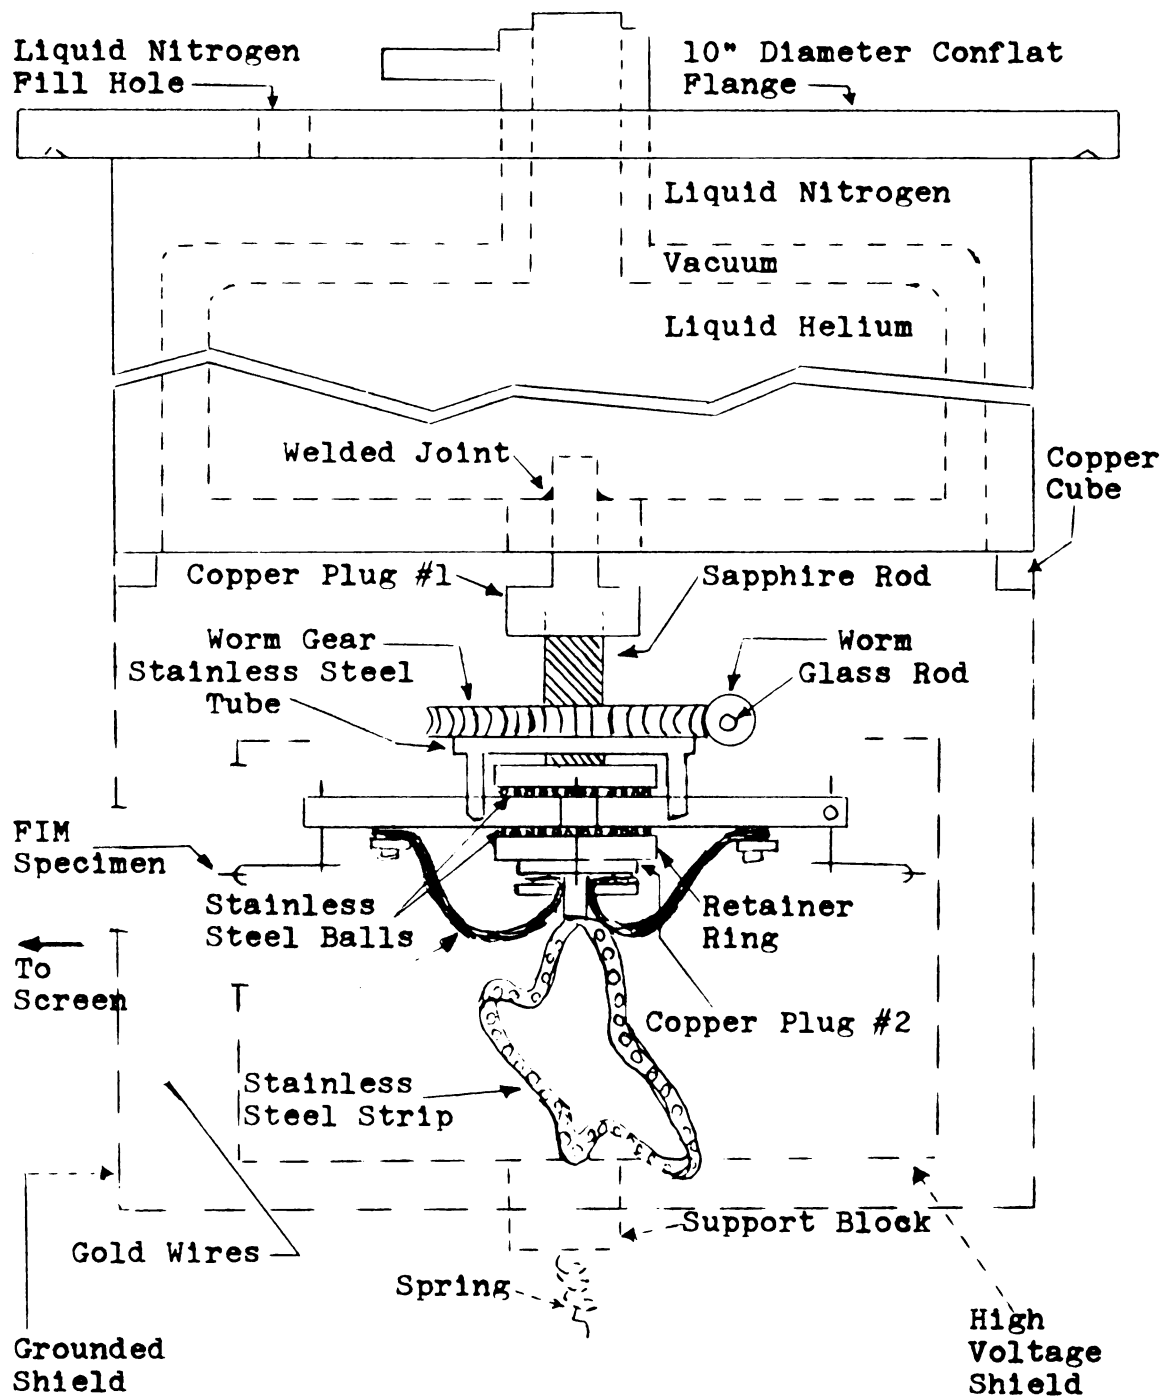 Liquid Nitrogen
Fill Hole
10" Diameter Conflat
Flange
Liquid Nitrogen
Vacuum
Liquid Helium
Welded Joint
Copper
Cube
Copper Plug #1
Sapphire Rod
Worm Gear
Worm
Stainless Steel
Tube
Glass Rod
FIM
Specimen
Stainless
Steel Balls
Retainer
Ring
To
Screen
Copper Plug #2
Stainless
Steel Strip
Support Block
Gold Wires
Spring
Grounded
Shield
High
Voltage
Shield